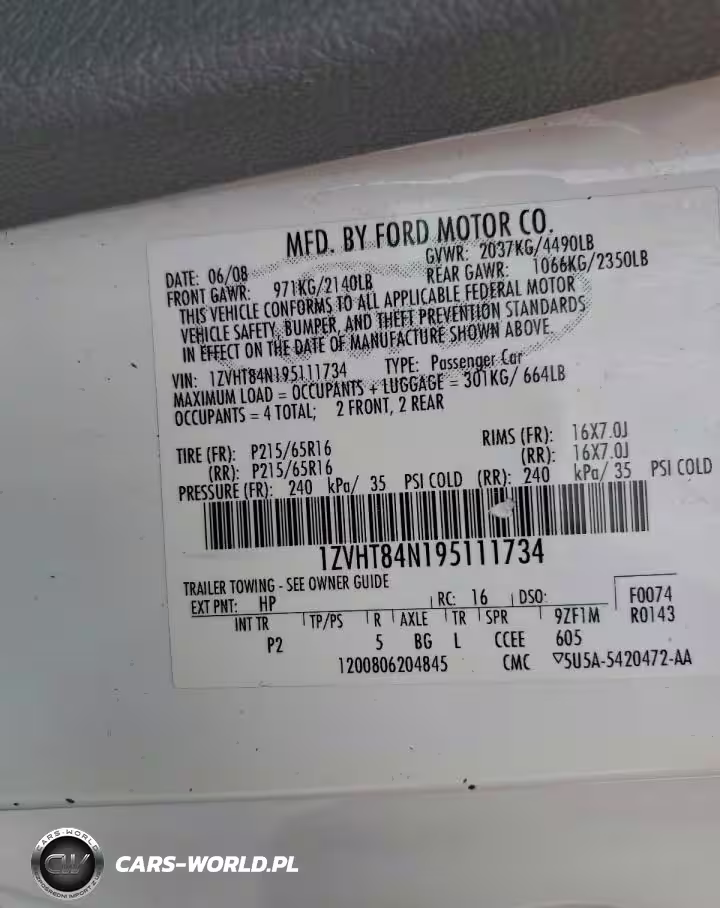 MFD. BY FORD MOTOR CO.
DATE: 06/08 GVWR: 2037KG/4490LB
FRONT GAWR: 971KG/2140LB REAR GAWR: 1066KG/2350LB
THIS VEHICLE CONFORMS TO ALL APPLICABLE FEDERAL MOTOR
VEHICLE SAFETY, BUMPER, AND THEFT PREVENTION STANDARDS
IN EFFECT ON THE DATE OF MANUFACTURE SHOWN ABOVE.
VIN: 1ZVHT84N195111734 TYPE: Passenger Car
MAXIMUM LOAD = OCCUPANTS + LUGGAGE = 301KG/ 664LB
OCCUPANTS = 4 TOTAL; 2 FRONT, 2 REAR
TIRE (FR): P215/65R16 RIMS (FR): 16X7.0J
(RR): P215/65R16 (RR): 16X7.0J
PRESSURE (FR): 240 kPa/ 35 PSI COLD (RR): 240 kPa/ 35 PSI COLD
1ZVHT84N195111734
TRAILER TOWING - SEE OWNER GUIDE
EXT PNT: HP RC: 16 DSO: F0074
INT TR TP/PS R AXLE TR SPR 9ZF1M R0143
P2 5 BG L CCEE 605
1200806204845 CMC ▽5U5A-5420472-AA
CARS-WORLD
CW
CARS-WORLD.PL